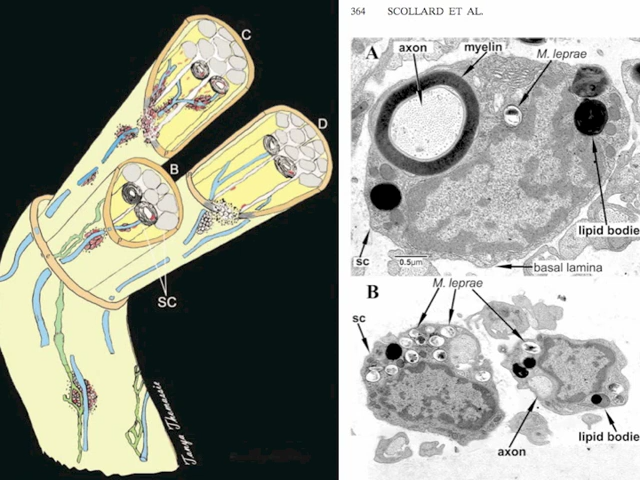 C
D
B
SC
Tanya Thomassie
364 SCOLLARD ET AL.
A
axon
myelin
M. leprae
lipid bodie
SC
0.5μm
basal lamina
M. leprae
B
SC
axon
lipid bodie